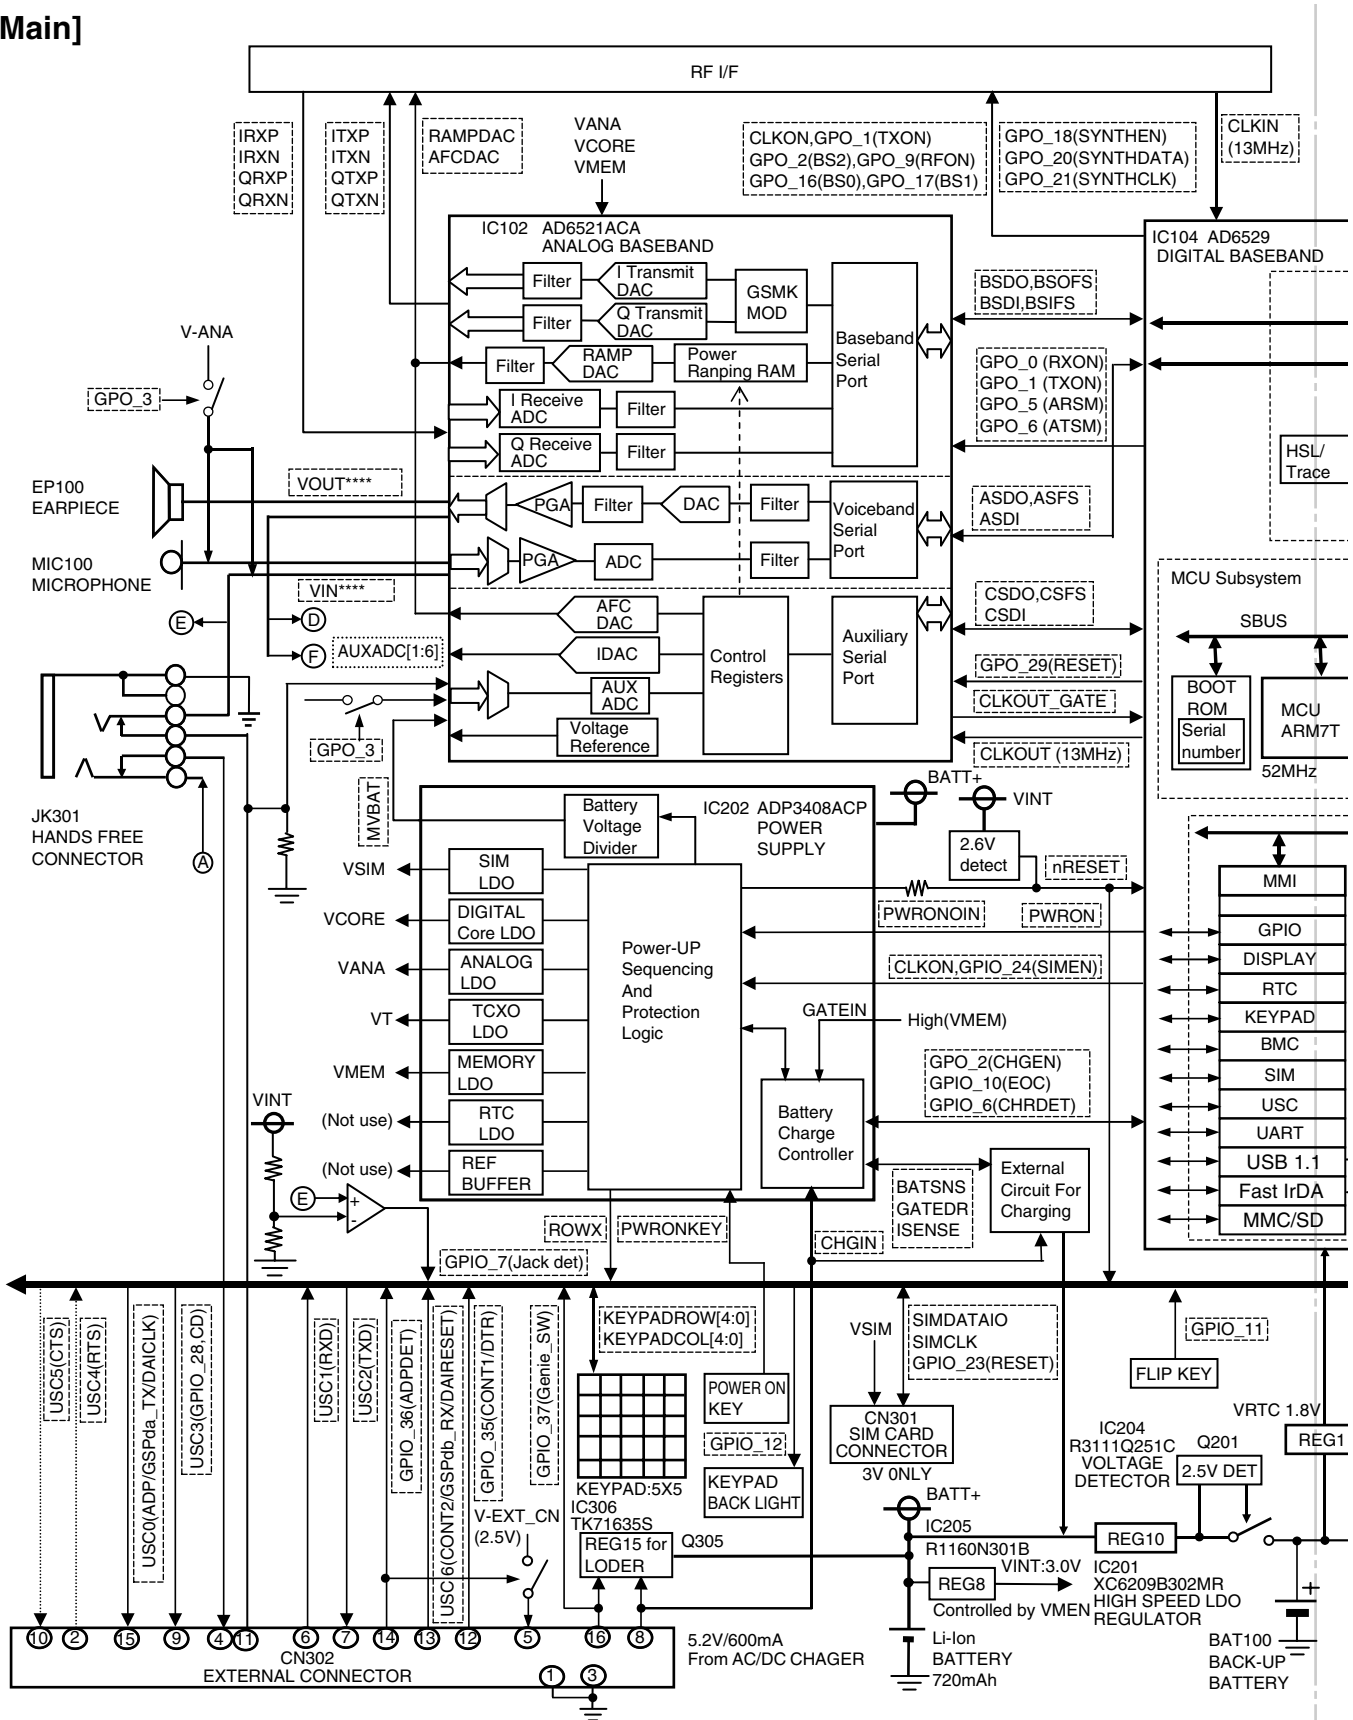 Main]
RF I/F
IRXP
IRXN
QRXP
QRXN
ITXP
ITXN
QTXP
QTXN
RAMPDAC
AFCDAC
VANA
VCORE
VMEM
CLKON,GPO_1(TXON)
GPO_2(BS2),GPO_9(RFON)
GPO_16(BS0),GPO_17(BS1)
GPO_18(SYNTHEN)
GPO_20(SYNTHDATA)
GPO_21(SYNTHCLK)
CLKIN
(13MHz)
IC102 AD6521ACA
ANALOG BASEBAND
Filter
I Transmit
DAC
GSMK
MOD
Filter
Q Transmit
DAC
Filter
RAMP
DAC
Power
Ranping RAM
I Receive
ADC
Filter
Q Receive
ADC
Filter
Baseband
Serial
Port
PGA
Filter
DAC
Filter
PGA
ADC
Filter
Voiceband
Serial
Port
AFC
DAC
IDAC
AUX
ADC
Voltage
Reference
Control
Registers
Auxiliary
Serial
Port
BSDO,BSOFS
BSDI,BSIFS
GPO_0 (RXON)
GPO_1 (TXON)
GPO_5 (ARSM)
GPO_6 (ATSM)
ASDO,ASFS
ASDI
CSDO,CSFS
CSDI
GPO_29(RESET)
CLKOUT_GATE
CLKOUT (13MHz)
IC104 AD6529
DIGITAL BASEBAND
HSL/
Trace
MCU Subsystem
SBUS
BOOT
ROM
Serial
number
MCU
ARM7T
52MHz
MMI
GPIO
DISPLAY
RTC
KEYPAD
BMC
SIM
USC
UART
USB 1.1
Fast IrDA
MMC/SD
V-ANA
GPO_3
EP100
EARPIECE
VOUT****
MIC100
MICROPHONE
VIN****
E
D
F
AUXADC[1:6]
GPO_3
JK301
HANDS FREE
CONNECTOR
A
MVBAT
IC202 ADP3408ACP
POWER
SUPPLY
Battery
Voltage
Divider
VSIM
SIM
LDO
VCORE
DIGITAL
Core LDO
VANA
ANALOG
LDO
VT
TCXO
LDO
VMEM
MEMORY
LDO
(Not use)
RTC
LDO
(Not use)
REF
BUFFER
Power-UP
Sequencing
And
Protection
Logic
Battery
Charge
Controller
GATEIN
High(VMEM)
BATT+
VINT
2.6V
detect
nRESET
PWRONOIN
PWRON
CLKON,GPIO_24(SIMEN)
GPO_2(CHGEN)
GPIO_10(EOC)
GPIO_6(CHRDET)
BATSNS
GATEDR
ISENSE
External
Circuit For
Charging
VINT
E
+
-
ROWX
PWRONKEY
CHGIN
GPIO_7(Jack det)
USC5(CTS)
USC4(RTS)
USC0(ADP/GSPda_TX/DAICLK)
USC3(GPIO_28,CD)
USC1(RXD)
USC2(TXD)
GPIO_36(ADPDET)
USC6(CONT2/GSPdb_RX/DAIRESET)
GPIO_35(CONT1/DTR)
GPIO_37(Genie_SW)
KEYPADROW[4:0]
KEYPADCOL[4:0]
KEYPAD:5X5
POWER ON
KEY
GPIO_12
KEYPAD
BACK LIGHT
VSIM
SIMDATAIO
SIMCLK
GPIO_23(RESET)
CN301
SIM CARD
CONNECTOR
3V 0NLY
GPIO_11
FLIP KEY
VRTC 1.8V
REG1
IC204
R3111Q251C
VOLTAGE
DETECTOR
Q201
2.5V DET
V-EXT_CN
(2.5V)
IC306
TK71635S
REG15 for
LODER
Q305
BATT+
IC205
R1160N301B
REG8
VINT:3.0V
Controlled by VMEN
REG10
IC201
XC6209B302MR
HIGH SPEED LDO
REGULATOR
Li-Ion
BATTERY
720mAh
+
BAT100
BACK-UP
BATTERY
10 2 15 9 4 11 6 7 14 13 12 5 16 8
CN302
EXTERNAL CONNECTOR
1 3
5.2V/600mA
From AC/DC CHAGER